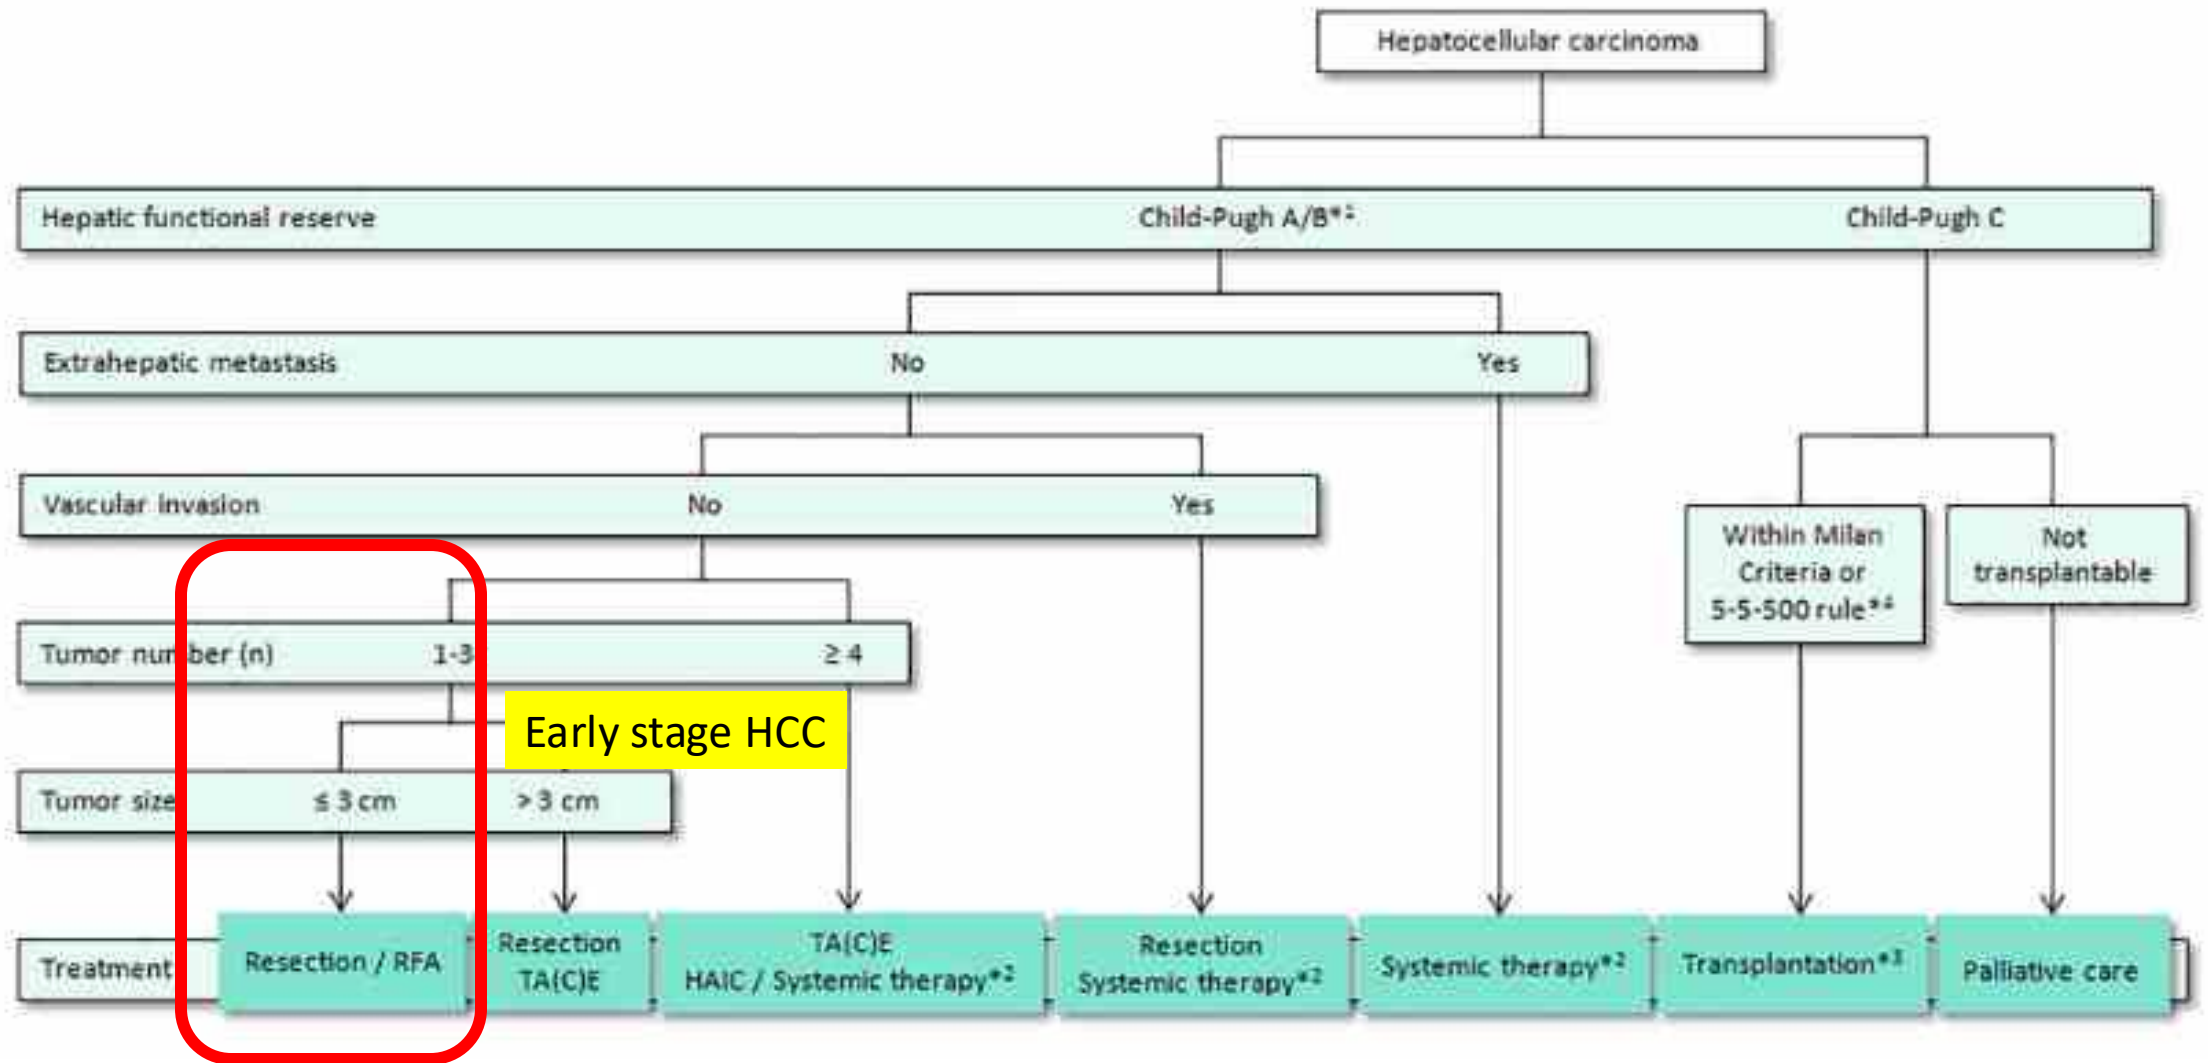 Hepatocellular carcinoma
Hepatic functional reserve Child-Pugh A/B*1 Child-Pugh C
Extrahepatic metastasis No Yes
Vascular invasion No Yes
Within Milan
Criteria or
5-5-500 rule*4
Not
transplantable
Tumor number (n) 1-3 ≥ 4
Early stage HCC
Tumor size ≤ 3 cm > 3 cm
Treatment
Resection / RFA
Resection
TA(C)E
TA(C)E
HAIC / Systemic therapy*2
Resection
Systemic therapy*2
Systemic therapy*2
Transplantation*3
Palliative care